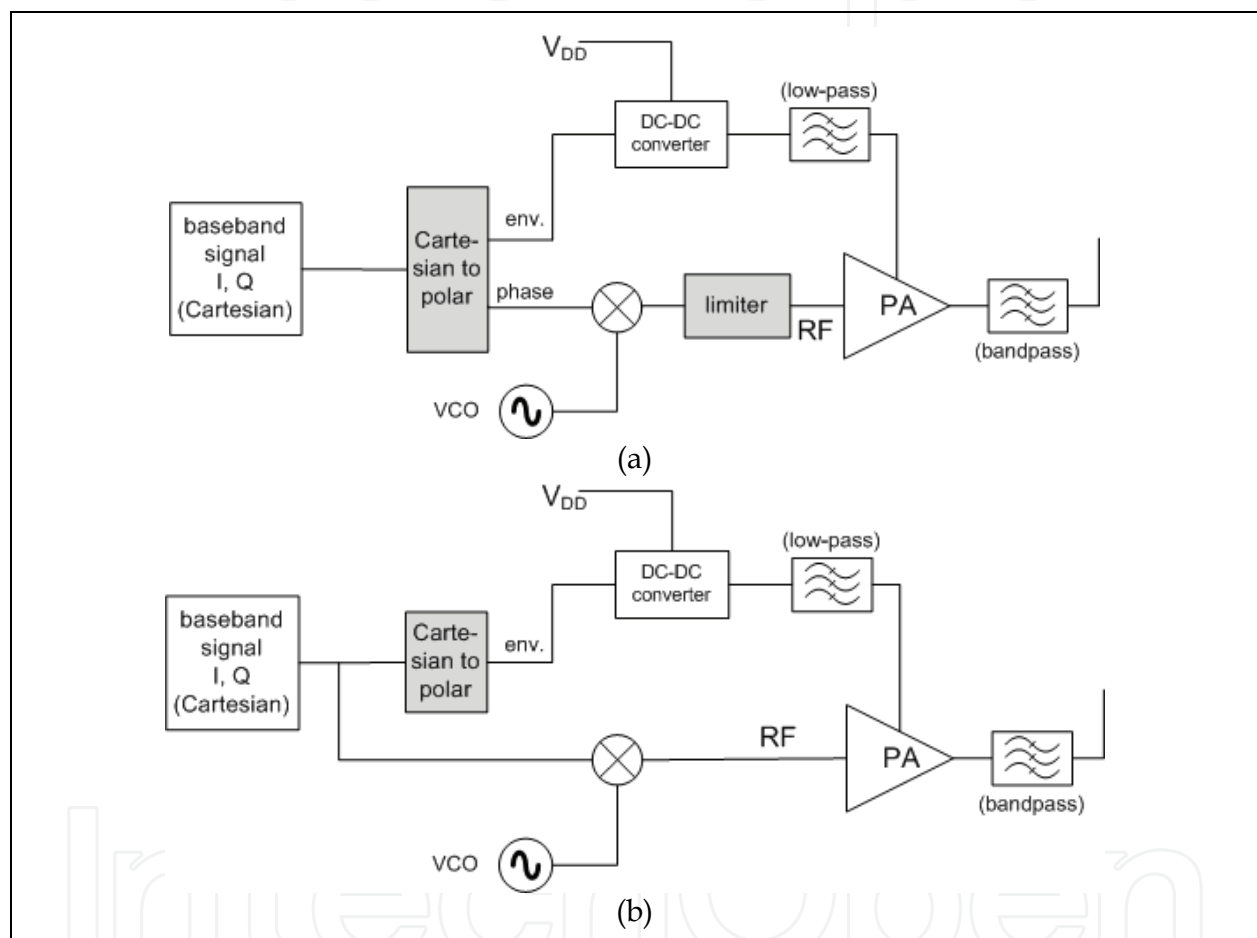 V_DD
(low-pass)
DC-DC
converter
baseband
signal
I, Q
(Cartesian)
Carte-
sian to
polar
env.
phase
limiter
RF
PA
(bandpass)
VCO
(a)
V_DD
(low-pass)
DC-DC
converter
baseband
signal
I, Q
(Cartesian)
Carte-
sian to
polar
env.
RF
PA
(bandpass)
VCO
(b)
IntechOpen